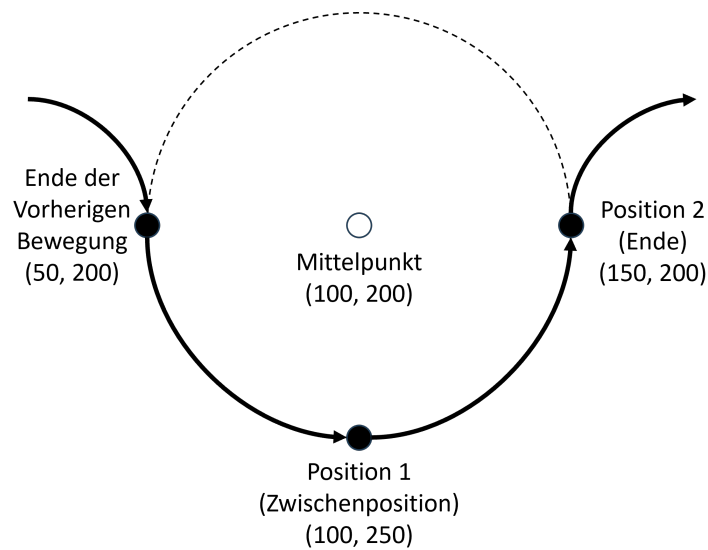 Ende der
Vorherigen
Bewegung
(50, 200)
Mittelpunkt
(100, 200)
Position 2
(Ende)
(150, 200)
Position 1
(Zwischenposition)
(100, 250)